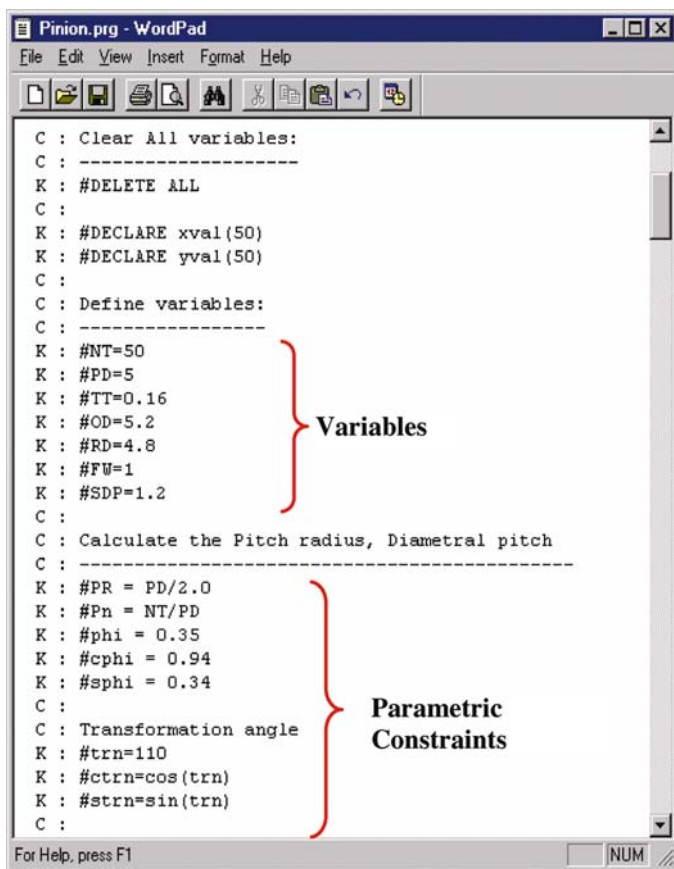 Pinion.prg - WordPad
File Edit View Insert Format Help
C : Clear All variables:
C : --------------------
K : #DELETE ALL
C :
K : #DECLARE xval(50)
K : #DECLARE yval(50)
C :
C : Define variables:
C : -----------------
K : #NT=50
K : #PD=5
K : #TT=0.16
K : #OD=5.2
K : #RD=4.8
K : #FW=1
K : #SDP=1.2
Variables
C :
C : Calculate the Pitch radius, Diametral pitch
C : ---------------------------------------------
K : #PR = PD/2.0
K : #Pn = NT/PD
K : #phi = 0.35
K : #cphi = 0.94
K : #sphi = 0.34
C :
C : Transformation angle
K : #trn=110
K : #ctrn=cos(trn)
K : #strn=sin(trn)
C :
Parametric
Constraints
For Help, press F1
NUM